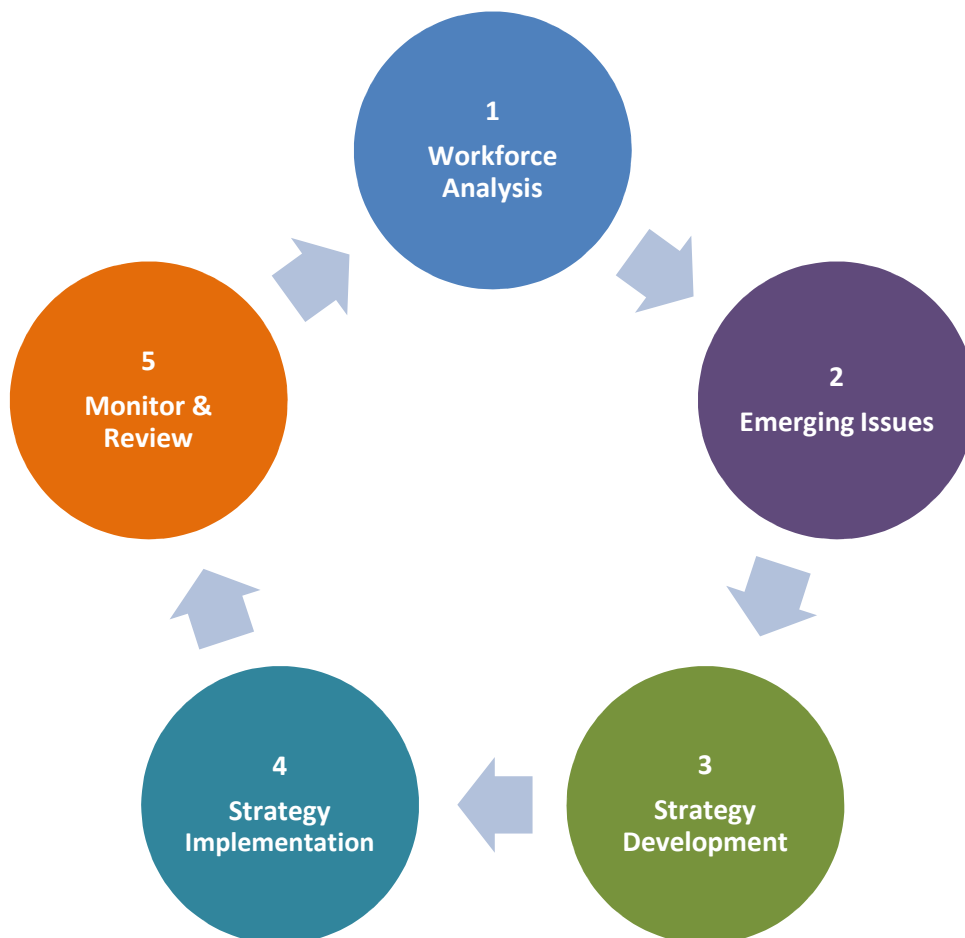 1
Workforce
Analysis
2
Emerging Issues
3
Strategy
Development
4
Strategy
Implementation
5
Monitor &
Review